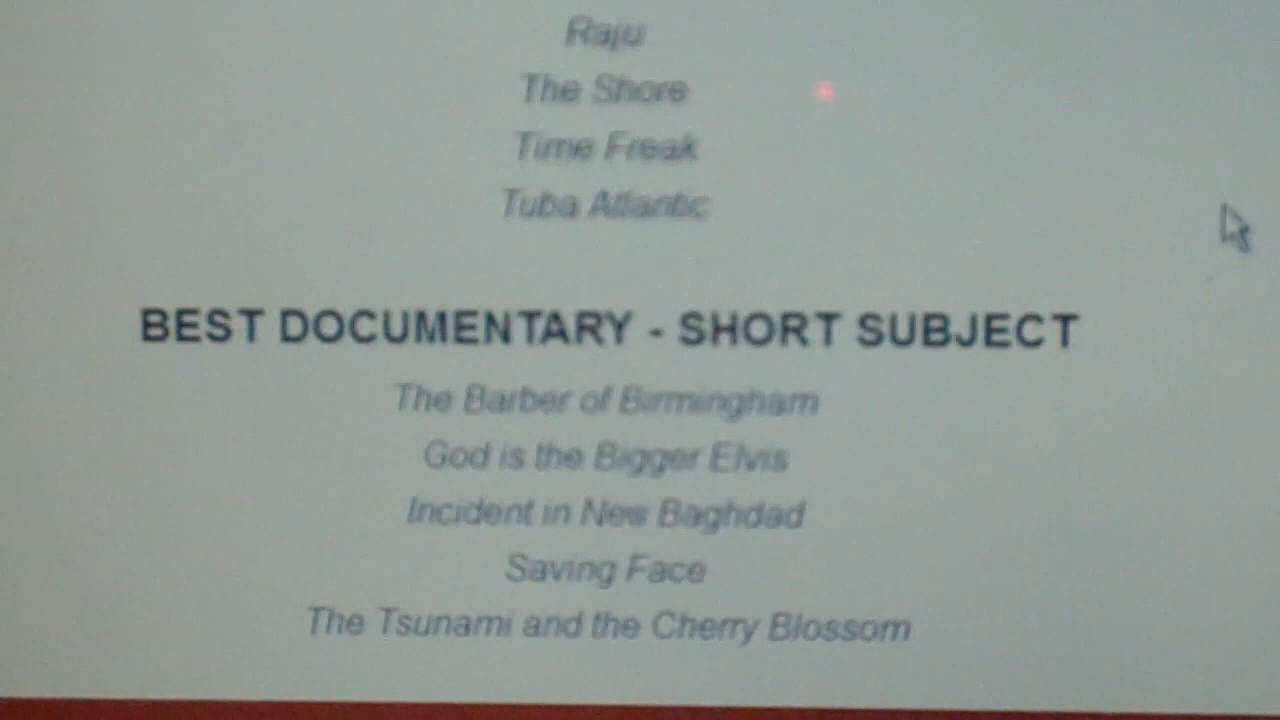 Raju
The Shore
Time Freak
Tuba Atlantic
BEST DOCUMENTARY - SHORT SUBJECT
The Barber of Birmingham
God is the Bigger Elvis
Incident in New Baghdad
Saving Face
The Tsunami and the Cherry Blossom